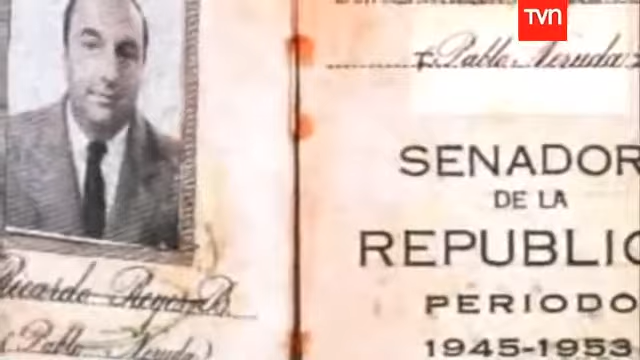 Ricardo Reyes B.
(Pablo Neruda)
TVN
(Pablo Neruda)
SENADOR
DE LA
REPUBLIC
PERIODO
1945-1953